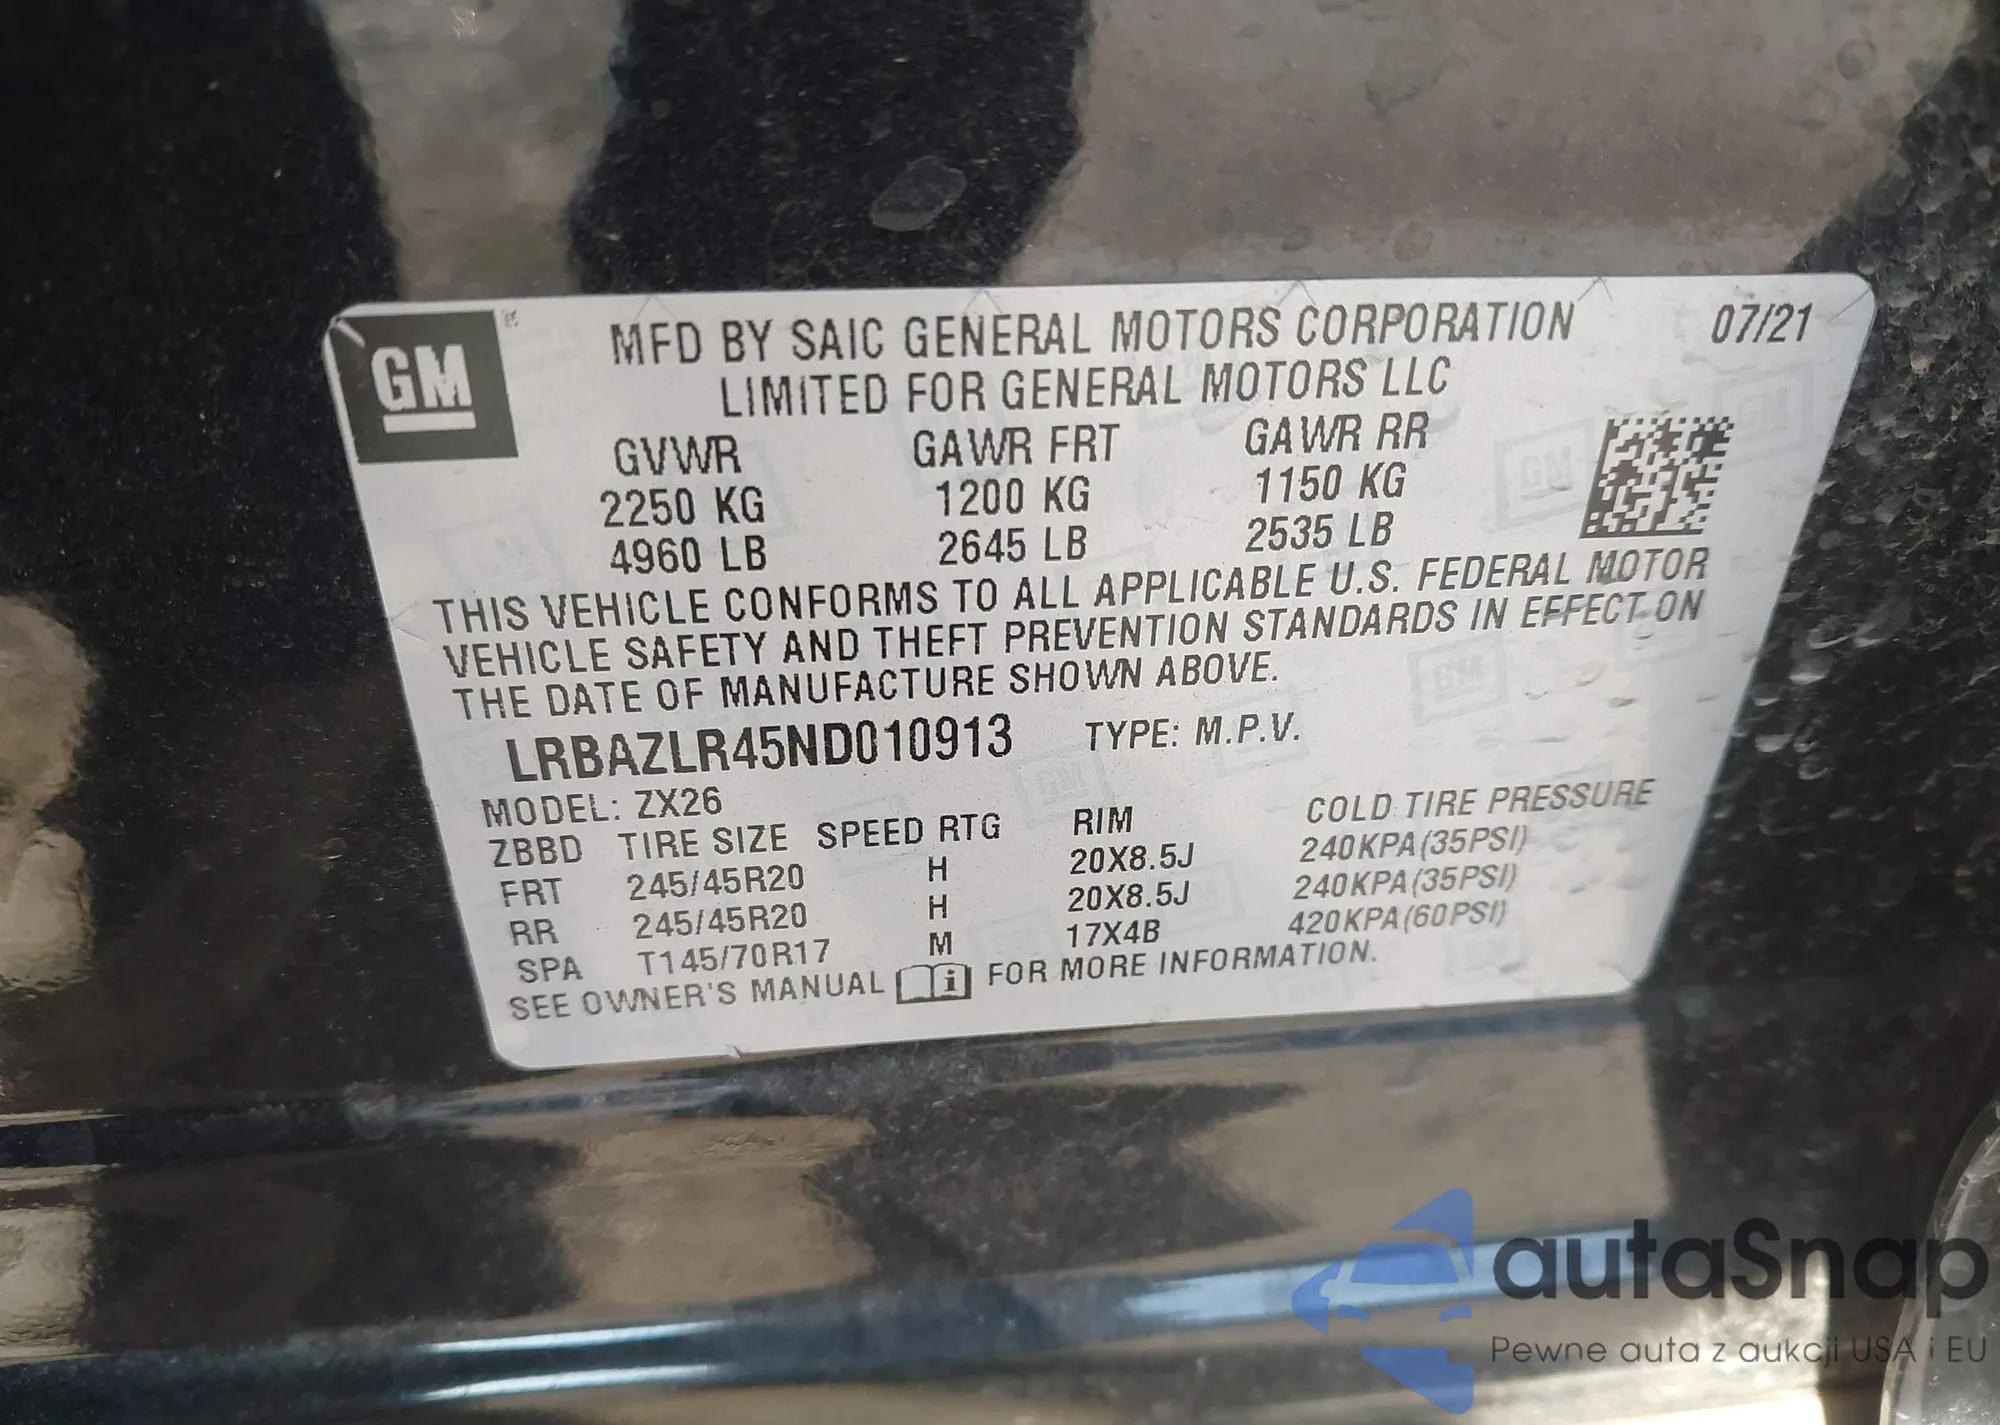 GM
MFD BY SAIC GENERAL MOTORS CORPORATION 07/21
LIMITED FOR GENERAL MOTORS LLC
GVWR GAWR FRT GAWR RR
2250 KG 1200 KG 1150 KG
4960 LB 2645 LB 2535 LB
THIS VEHICLE CONFORMS TO ALL APPLICABLE U.S. FEDERAL MOTOR
VEHICLE SAFETY AND THEFT PREVENTION STANDARDS IN EFFECT ON
THE DATE OF MANUFACTURE SHOWN ABOVE.
LRBAZLR45ND010913 TYPE: M.P.V.
MODEL: ZX26
ZBBD TIRE SIZE SPEED RTG RIM COLD TIRE PRESSURE
FRT 245/45R20 H 20X8.5J 240KPA(35PSI)
RR 245/45R20 H 20X8.5J 240KPA(35PSI)
SPA T145/70R17 M 17X4B 420KPA(60PSI)
SEE OWNER'S MANUAL i FOR MORE INFORMATION.
autaSnap
Pewne auta z aukcji USA i EU